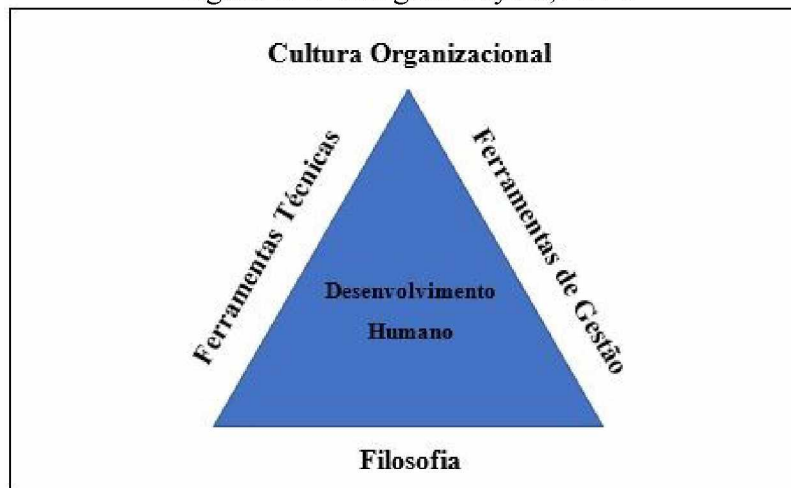 Cultura Organizacional
Ferramentas Técnicas
Ferramentas de Gestão
Desenvolvimento
Humano
Filosofia